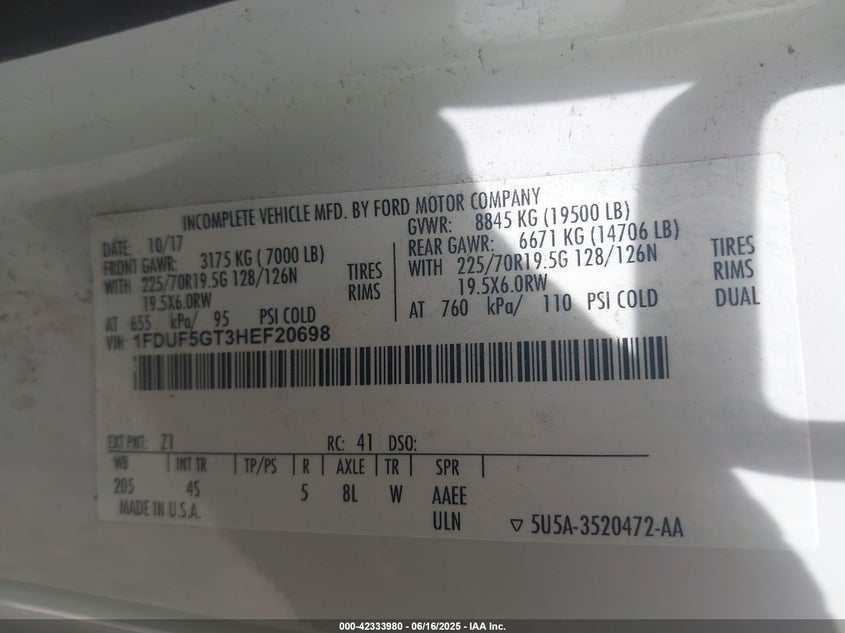 INCOMPLETE VEHICLE MFD. BY FORD MOTOR COMPANY
DATE: 10/17
GVWR: 8845 KG (19500 LB)
FRONT GAWR: 3175 KG ( 7000 LB)
REAR GAWR: 6671 KG (14706 LB)
WITH 225/70R19.5G 128/126N TIRES
WITH 225/70R19.5G 128/126N TIRES
19.5X6.0RW RIMS
19.5X6.0RW RIMS
AT 655 kPa/ 95 PSI COLD
AT 760 kPa/ 110 PSI COLD DUAL
VIN: 1FDUF5GT3HEF20698
EXT PNT: Z1 RC: 41 DSO:
WB INT TR TP/PS R AXLE TR SPR
205 4S 5 8L W AAEE
MADE IN U.S.A. ULN 5U5A-3520472-AA
000-42333980 - 06/16/2025 - IAA Inc.